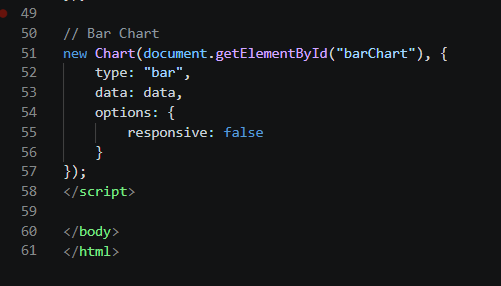 49
50 // Bar Chart
51 new Chart(document.getElementById("barChart"), {
52     type: "bar",
53     data: data,
54     options: {
55         responsive: false
56     }
57 });
58 </script>
59
60 </body>
61 </html>